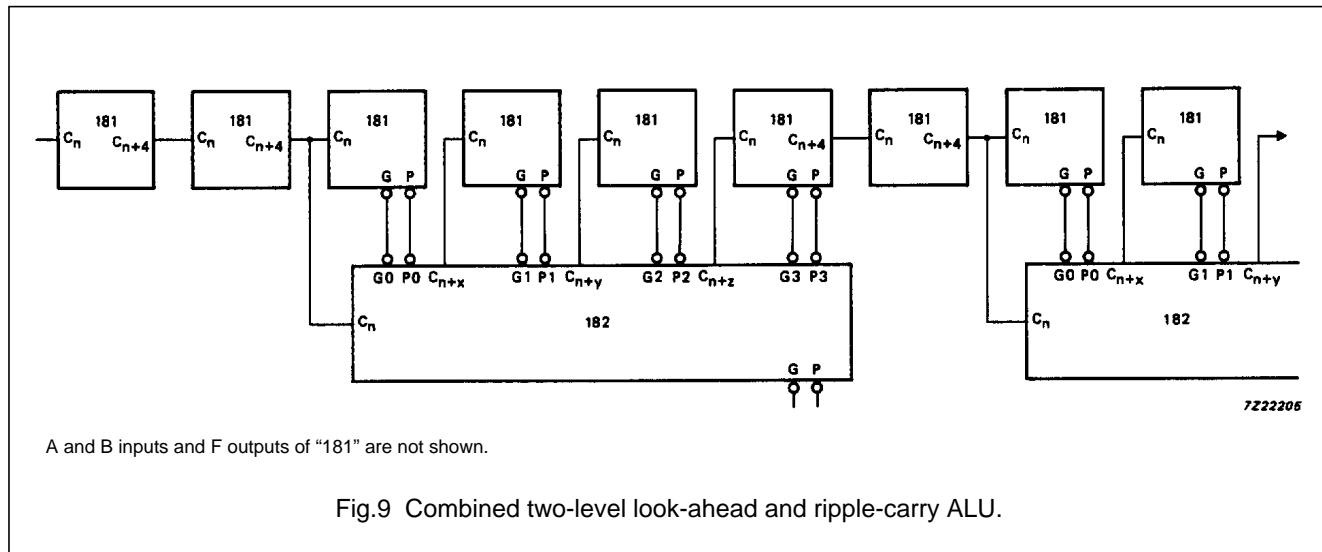 181 181 181 181 181 181 181 181 181
Cn Cn+4 Cn Cn+4 Cn Cn Cn Cn Cn+4 Cn Cn+4 Cn Cn
G P G P G P G P G P G P
G0 P0 Cn+x G1 P1 Cn+y G2 P2 Cn+z G3 P3 G0 P0 Cn+x G1 P1 Cn+y
Cn 182 Cn 182
G P
7Z22206
A and B inputs and F outputs of “181” are not shown.
Fig.9 Combined two-level look-ahead and ripple-carry ALU.